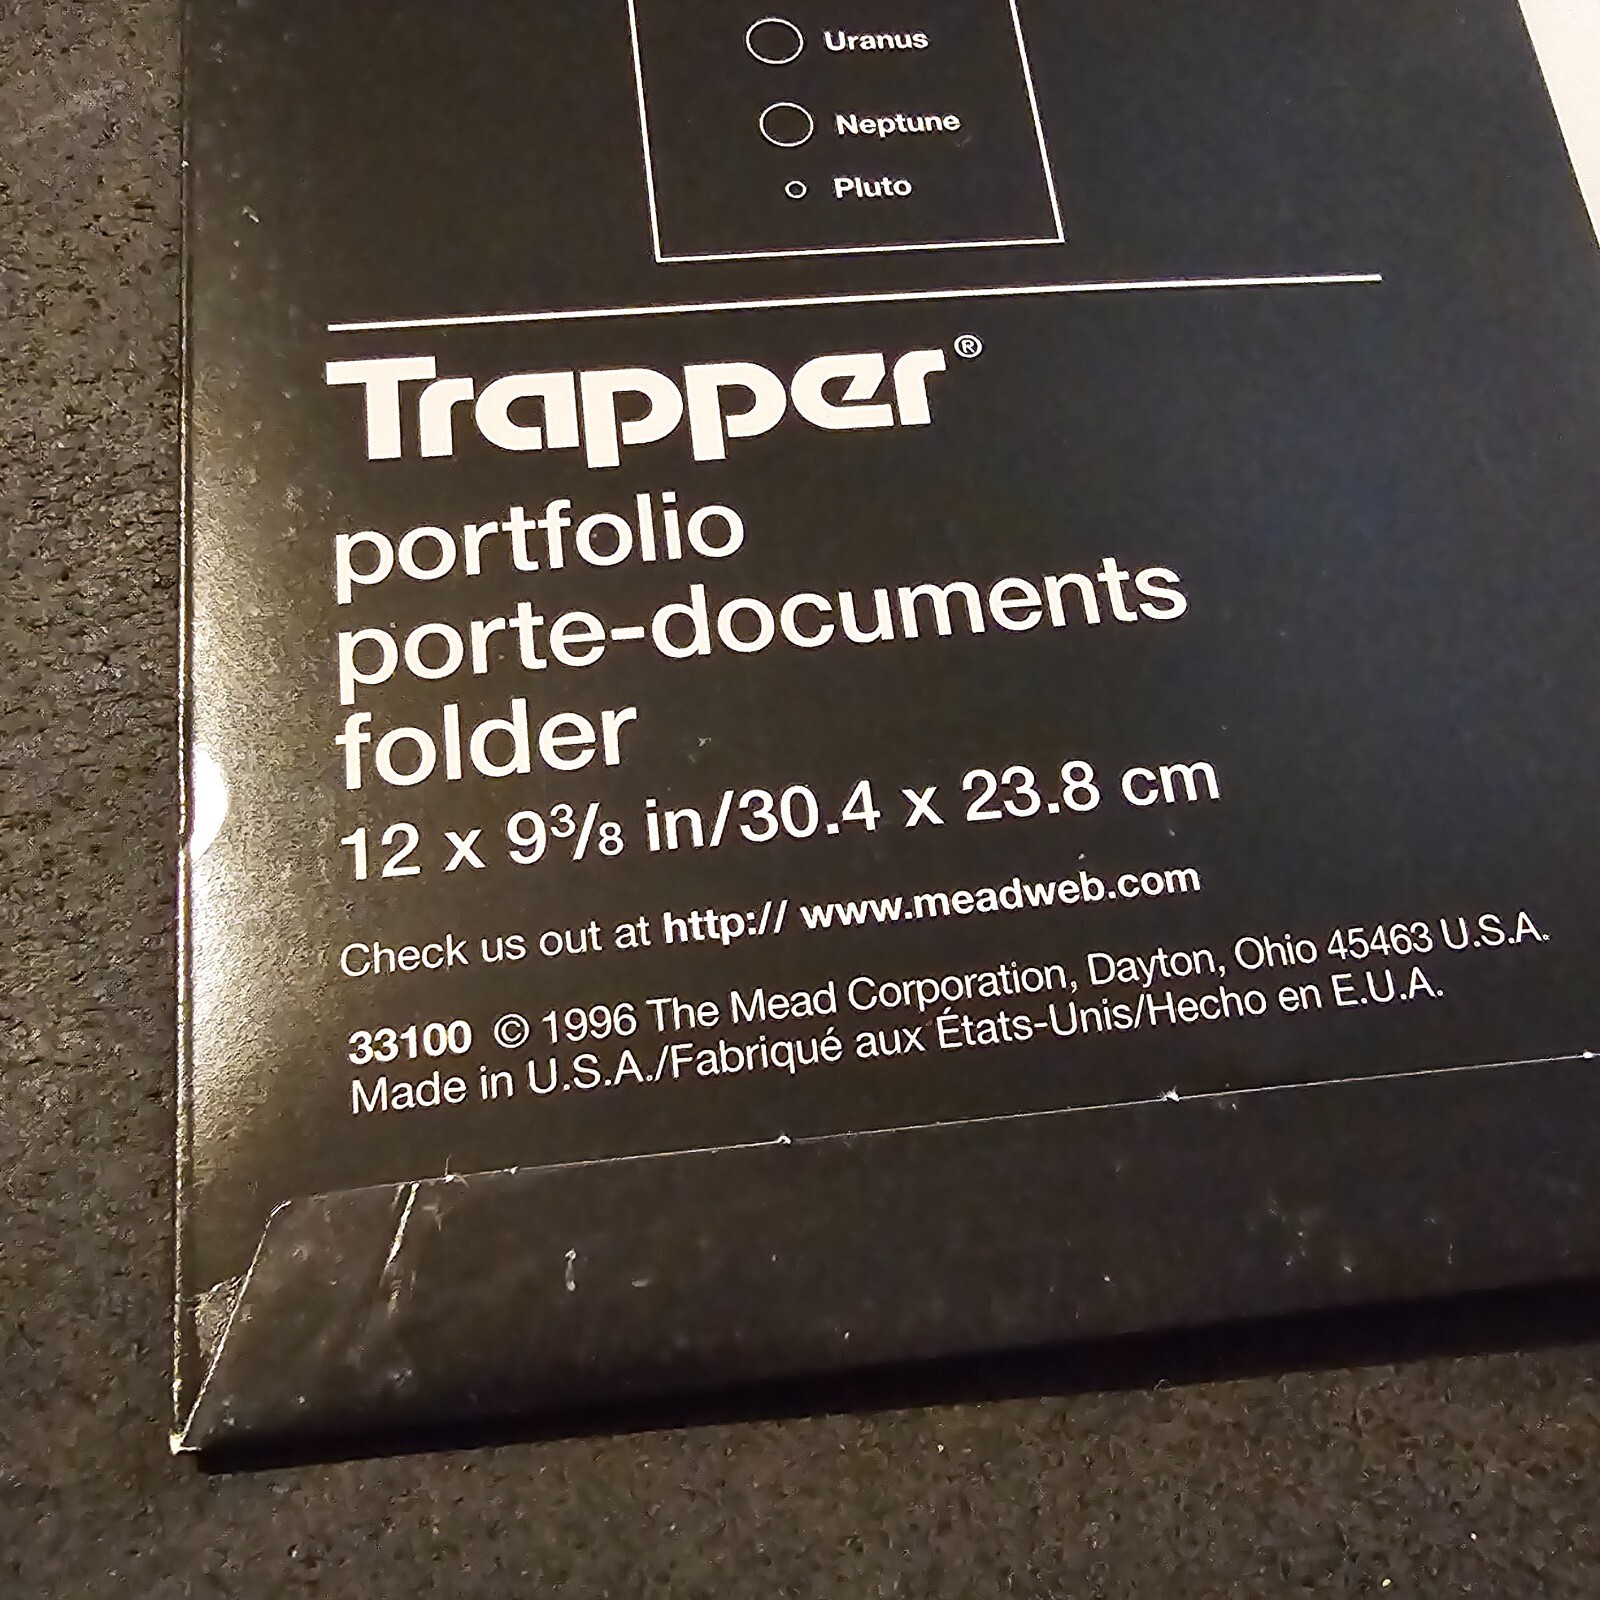 Uranus
Neptune
Pluto
Trapper®
portfolio
porte-documents
folder
12 x 9³/₈ in/30.4 x 23.8 cm
Check us out at http:// www.meadweb.com
33100 © 1996 The Mead Corporation, Dayton, Ohio 45463 U.S.A.
Made in U.S.A./Fabriqué aux États-Unis/Hecho en E.U.A.